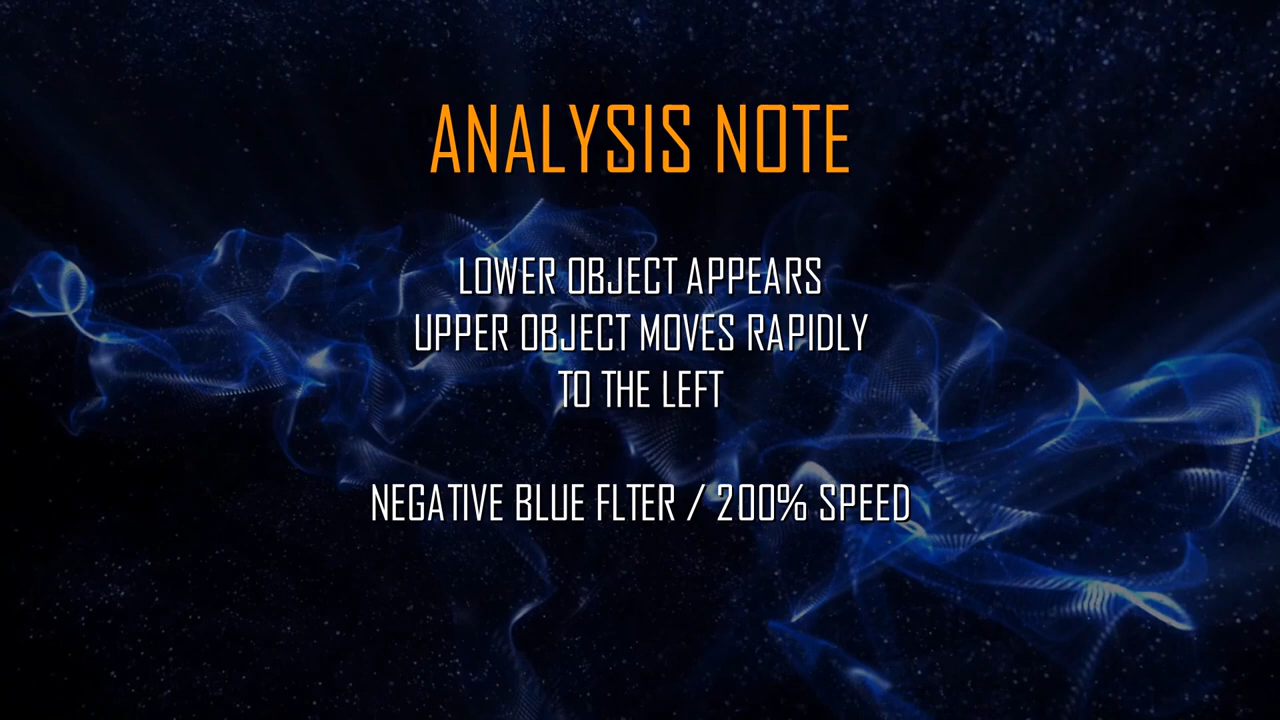 ANALYSIS NOTE
LOWER OBJECT APPEARS
UPPER OBJECT MOVES RAPIDLY
TO THE LEFT
NEGATIVE BLUE FLTER / 200% SPEED